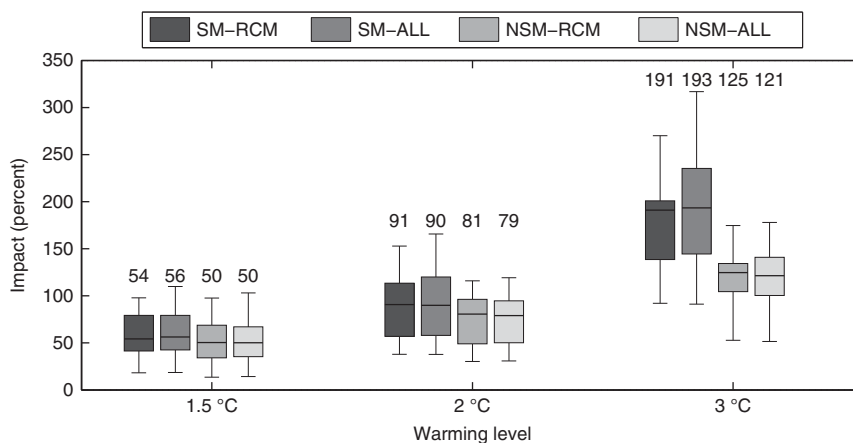 SM–RCM SM–ALL NSM–RCM NSM–ALL
350
300
250
200
150
100
50
0
Impact (percent)
54 56 50 50
91 90 81 79
191 193 125 121
1.5 °C 2 °C 3 °C
Warming level